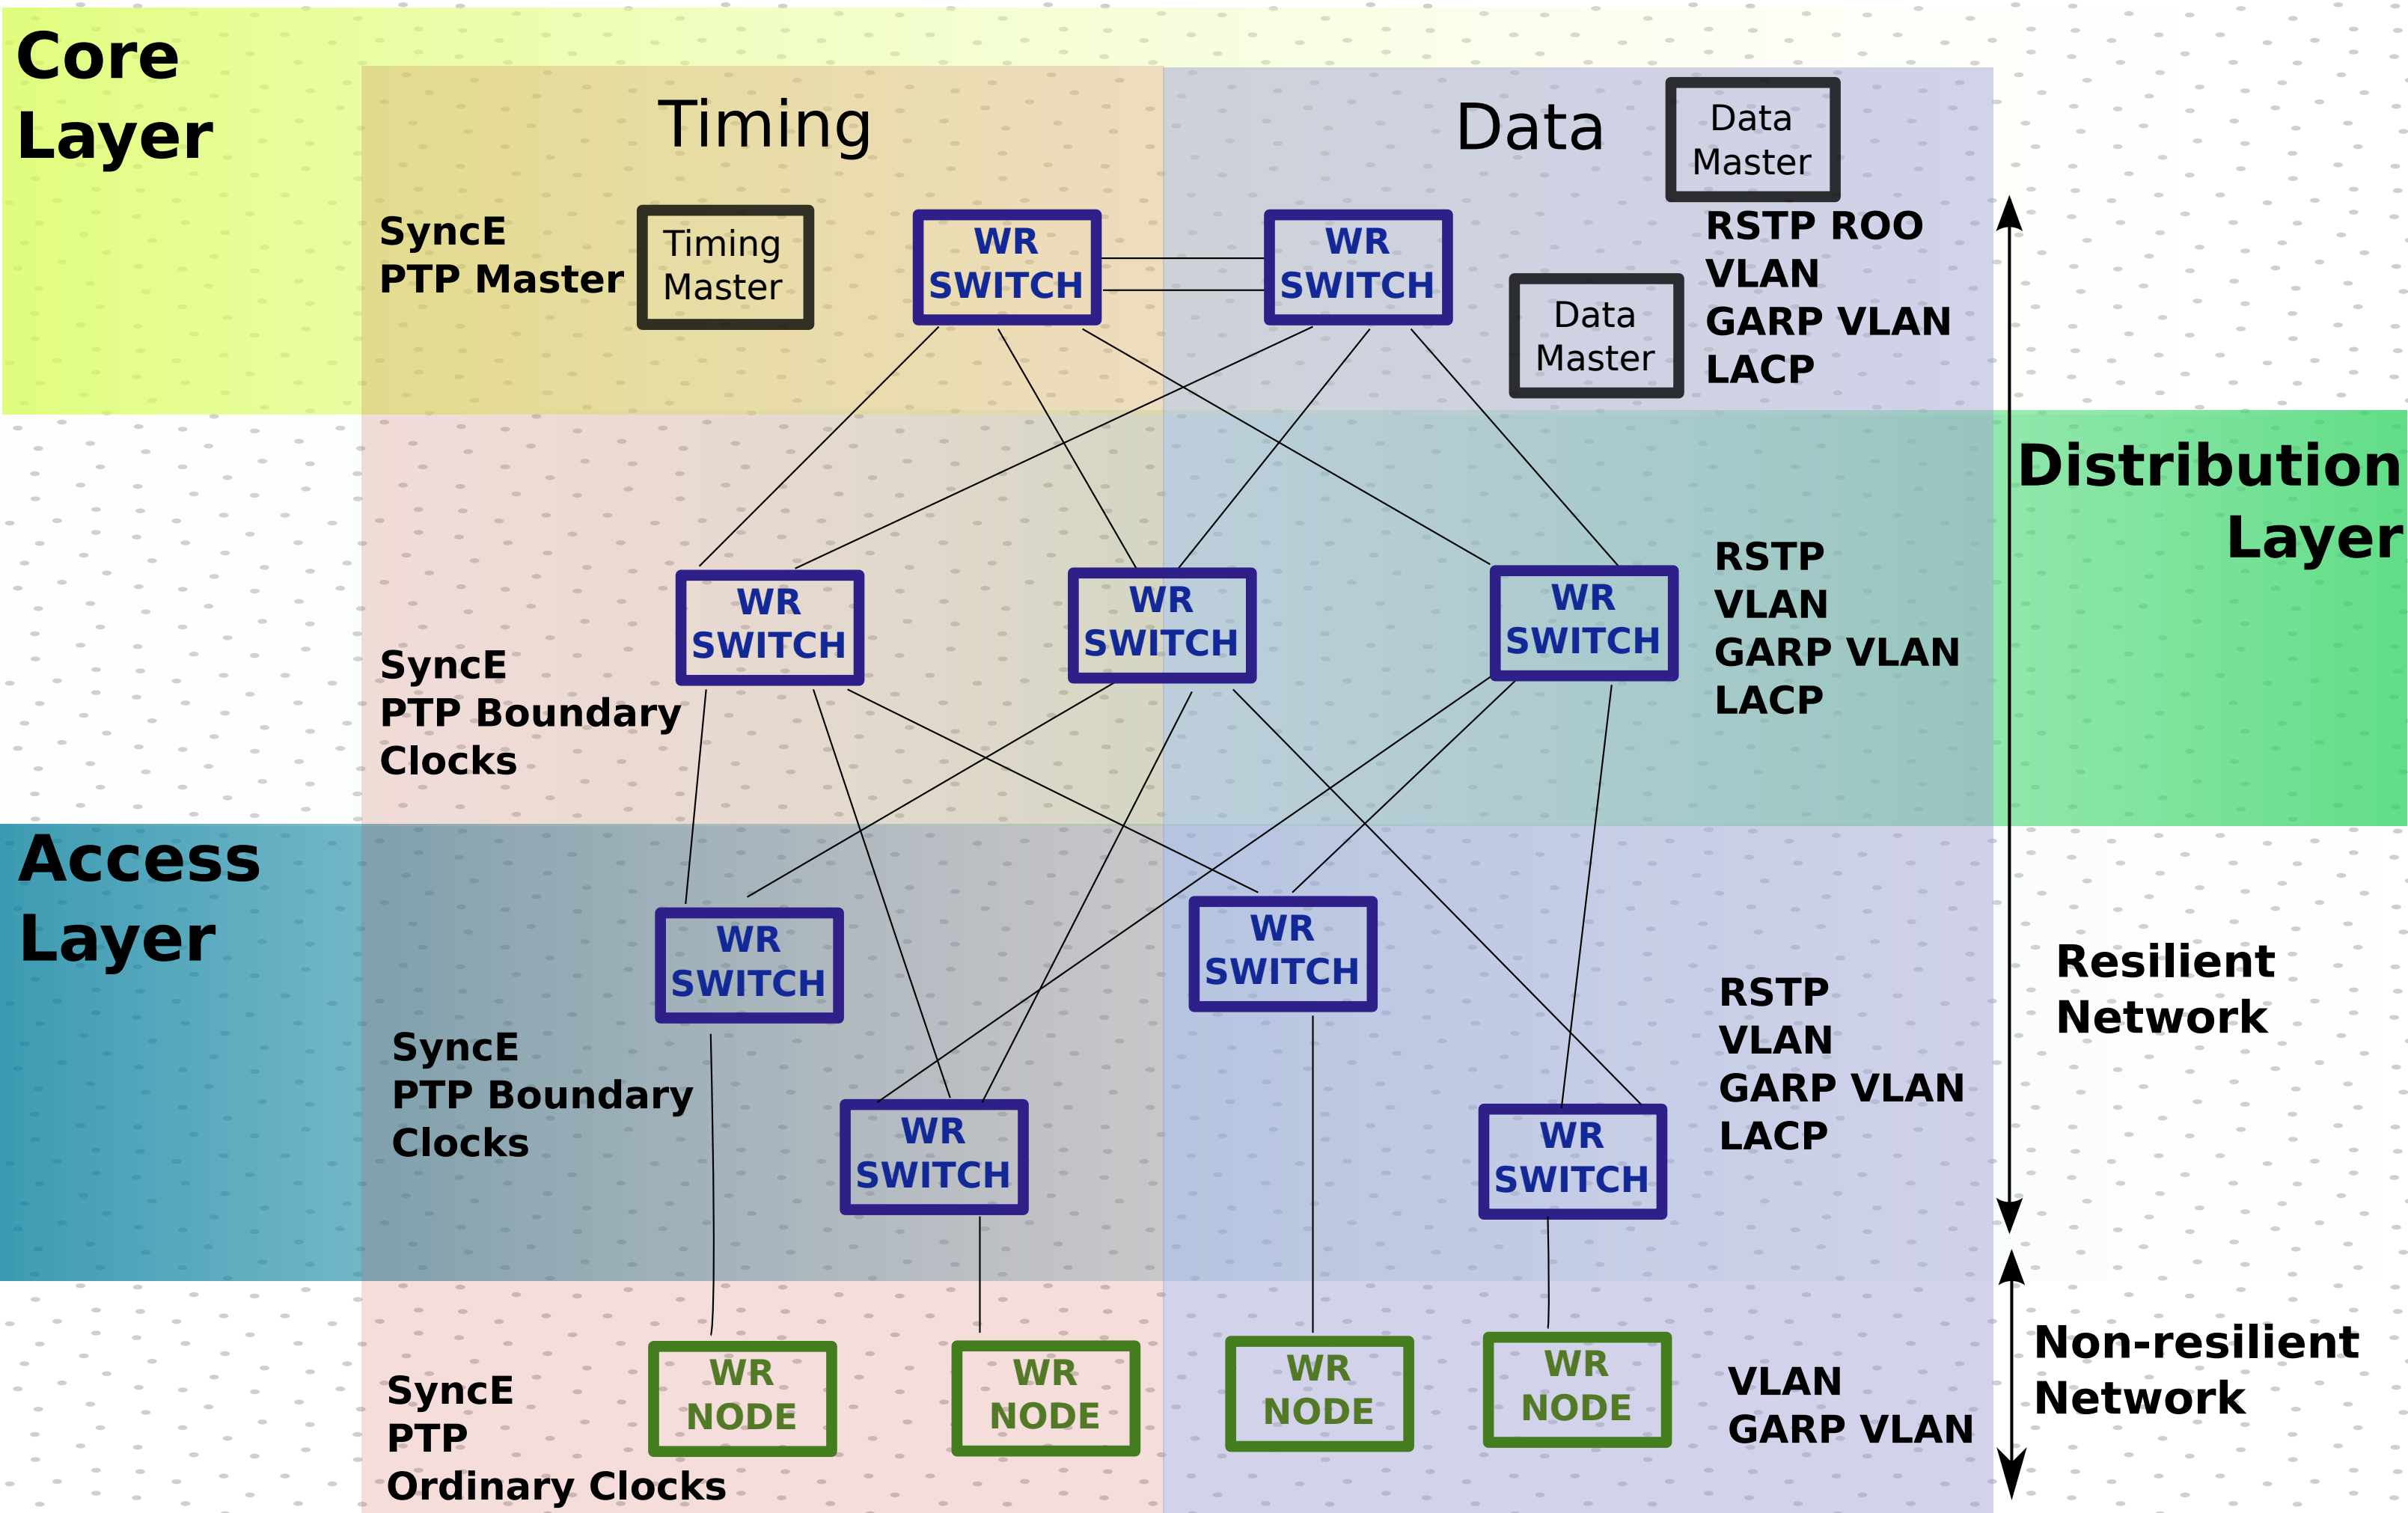 Core
Layer
Timing
Data
Data
Master
SyncE
PTP Master
Timing
Master
WR
SWITCH
WR
SWITCH
Data
Master
RSTP ROO
VLAN
GARP VLAN
LACP
Distribution
Layer
WR
SWITCH
WR
SWITCH
WR
SWITCH
RSTP
VLAN
GARP VLAN
LACP
SyncE
PTP Boundary
Clocks
Access
Layer
WR
SWITCH
WR
SWITCH
Resilient
Network
SyncE
PTP Boundary
Clocks
WR
SWITCH
WR
SWITCH
RSTP
VLAN
GARP VLAN
LACP
SyncE
PTP
Ordinary Clocks
WR
NODE
WR
NODE
WR
NODE
WR
NODE
VLAN
GARP VLAN
Non-resilient
Network